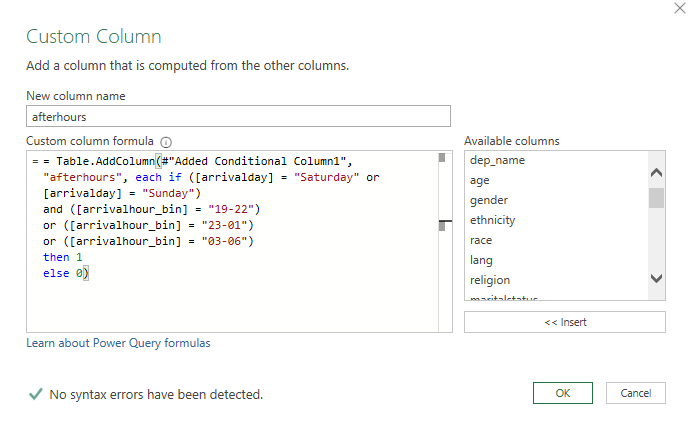 Custom Column
Add a column that is computed from the other columns.
New column name
afterhours
Custom column formula
= = Table.AddColumn(#"Added Conditional Column1",
"afterhours", each if ([arrivalday] = "Saturday" or
[arrivalday] = "Sunday")
and ([arrivalhour_bin] = "19-22")
or ([arrivalhour_bin] = "23-01")
or ([arrivalhour_bin] = "03-06")
then 1
else 0)
Available columns
dep_name
age
gender
ethnicity
race
lang
religion
maritalstatus
<< Insert
Learn about Power Query formulas
No syntax errors have been detected.
OK
Cancel